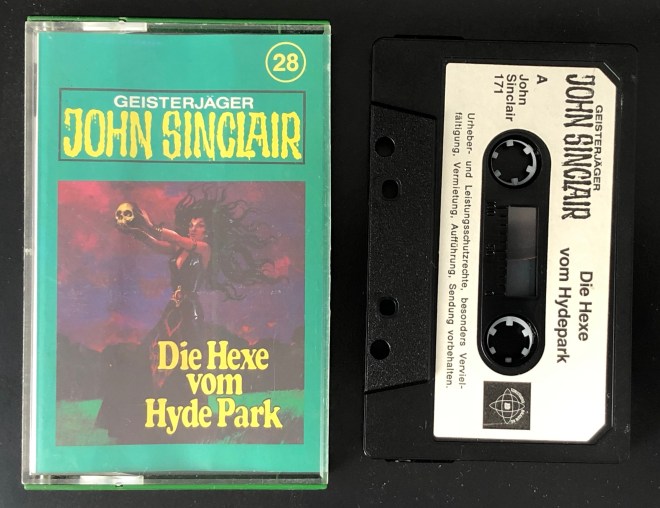 28
GEISTERJÄGER
JOHN SINCLAIR
Die Hexe
vom
Hyde Park
GEISTERJÄGER
JOHN SINCLAIR
Die Hexe
vom Hydepark
A
John
Sinclair
171
Urheber- und Leistungsschutzrechte, besonders Verviel-
fältigung, Vermietung, Aufführung, Sendung vorbehalten.